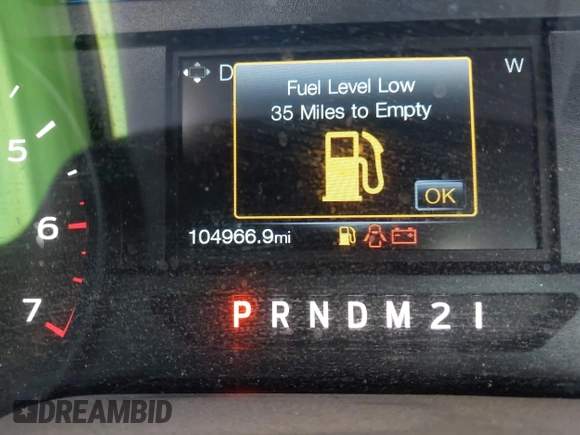 D
W
Fuel Level Low
35 Miles to Empty
OK
104966.9mi
5
6
7
P R N D M 2 1
DREAMBID